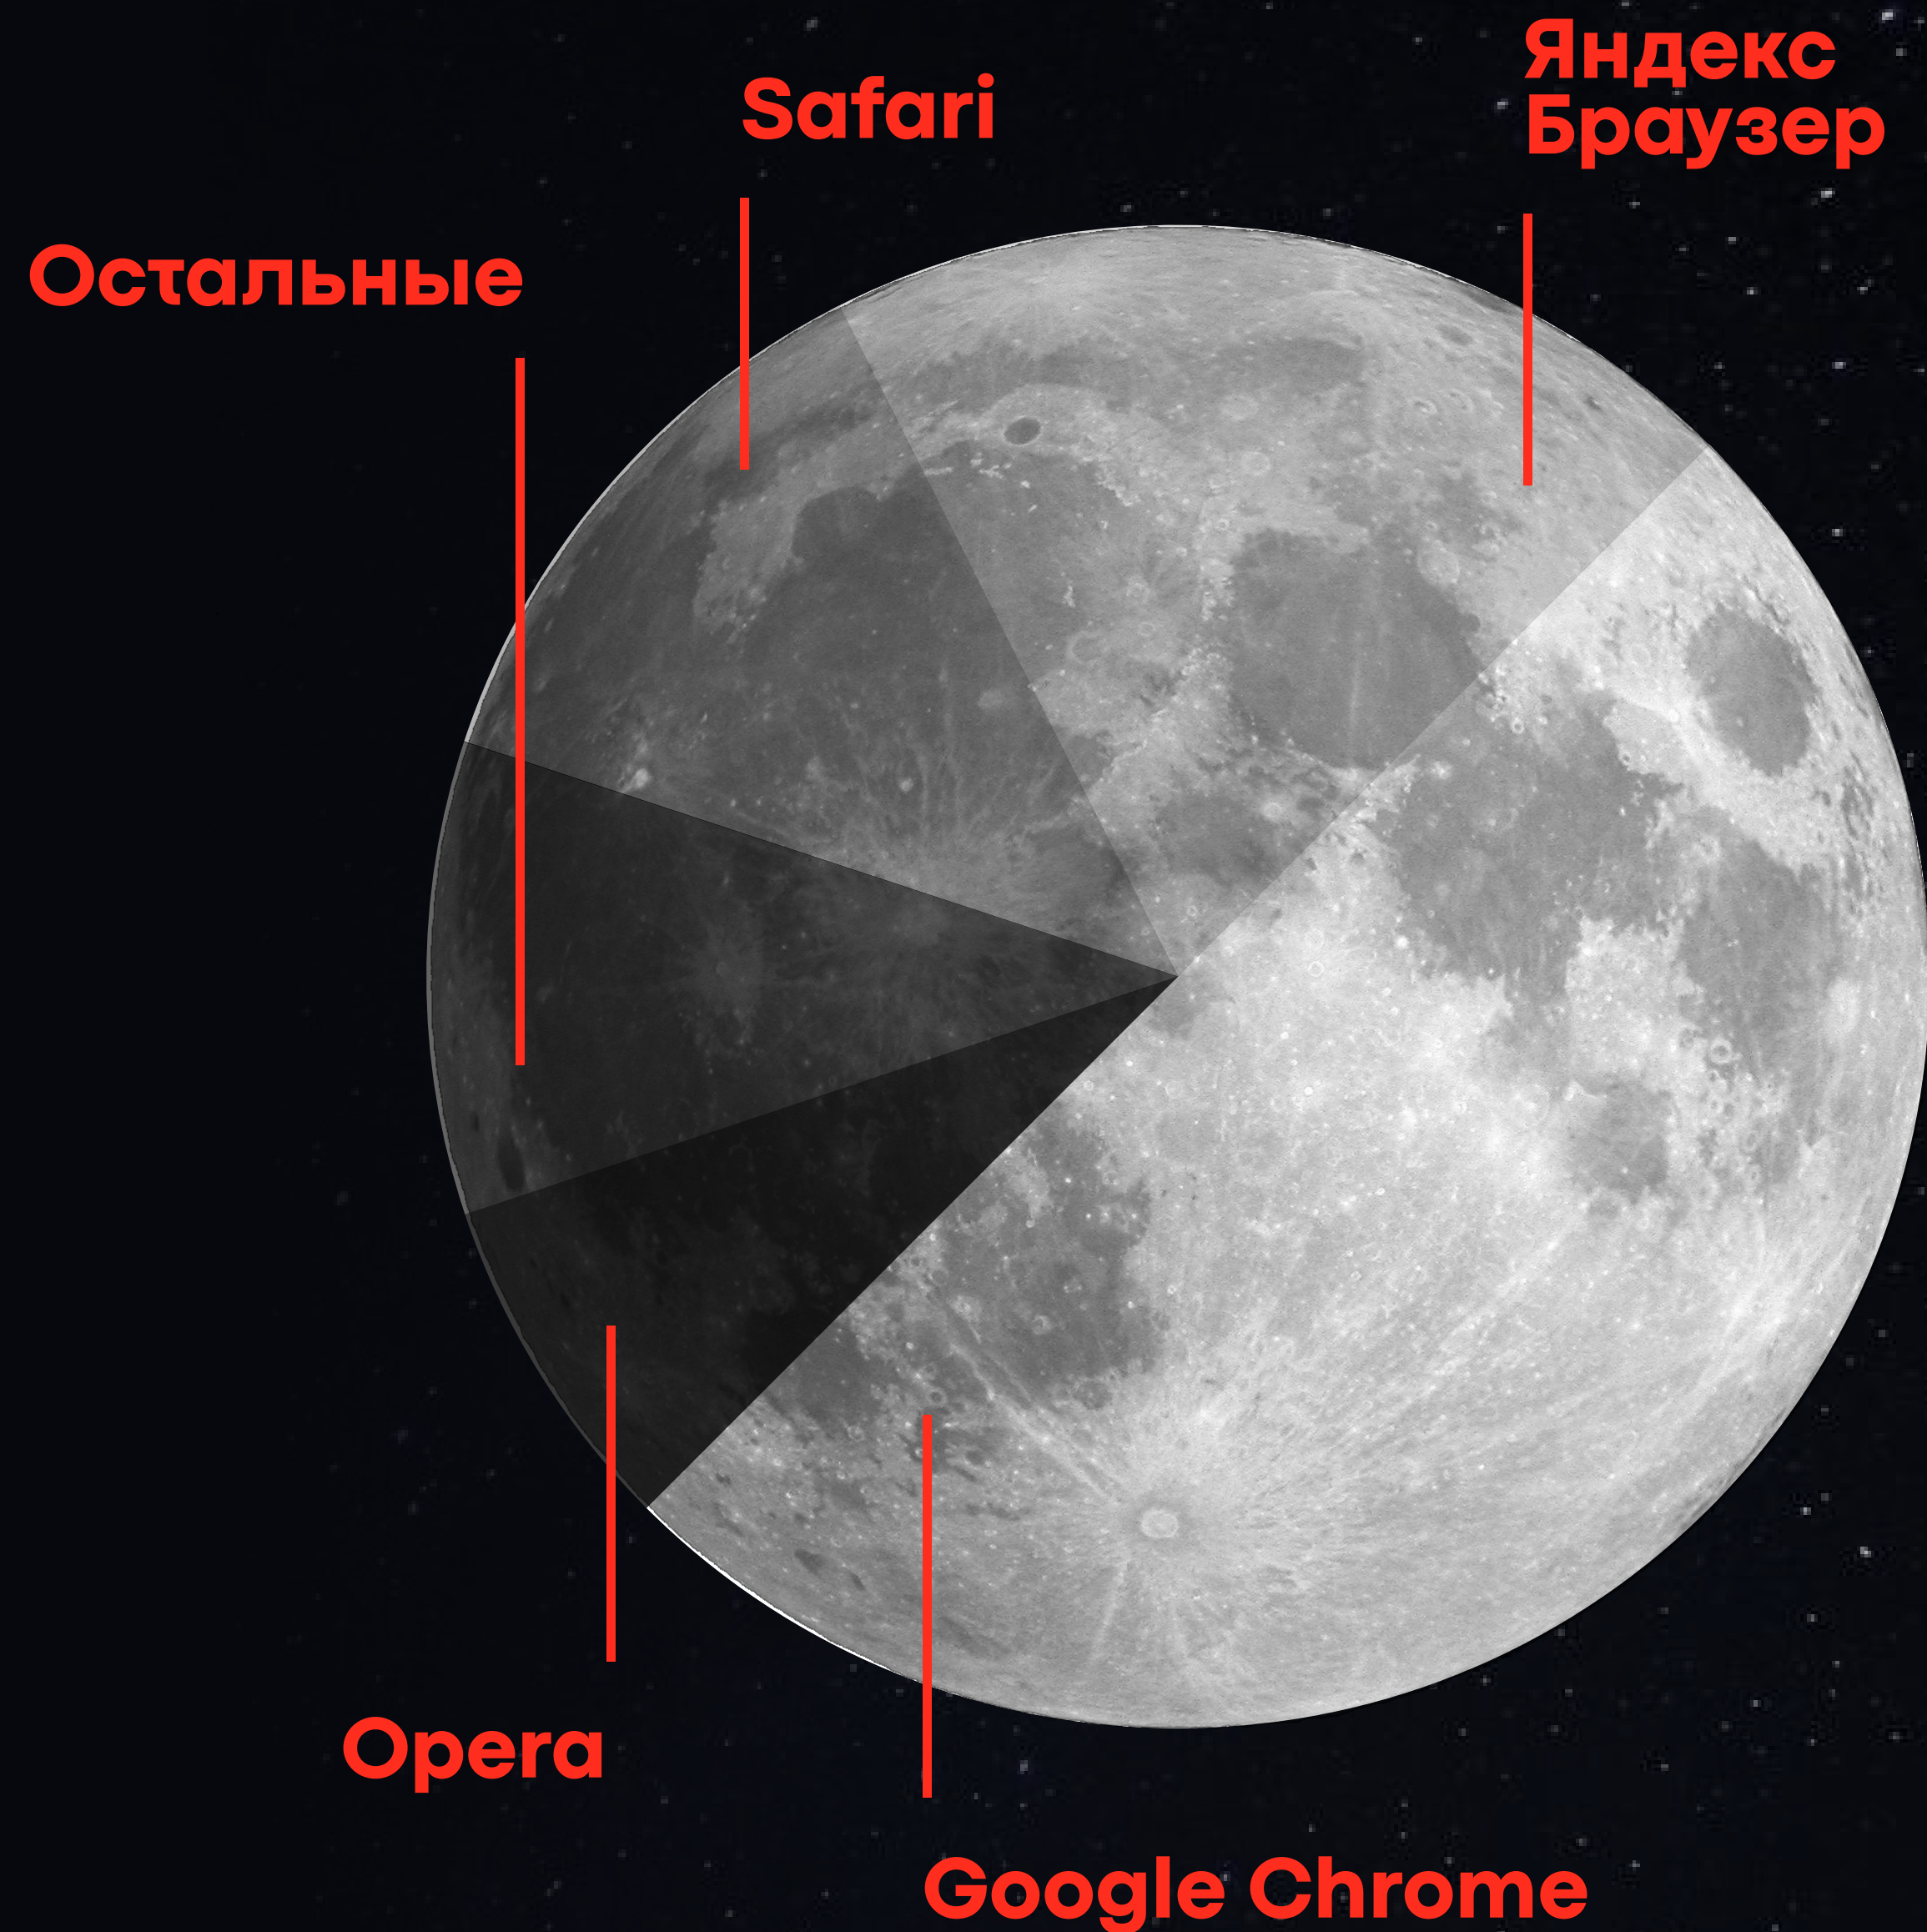 Яндекс
Браузер
Safari
Остальные
Opera
Google Chrome